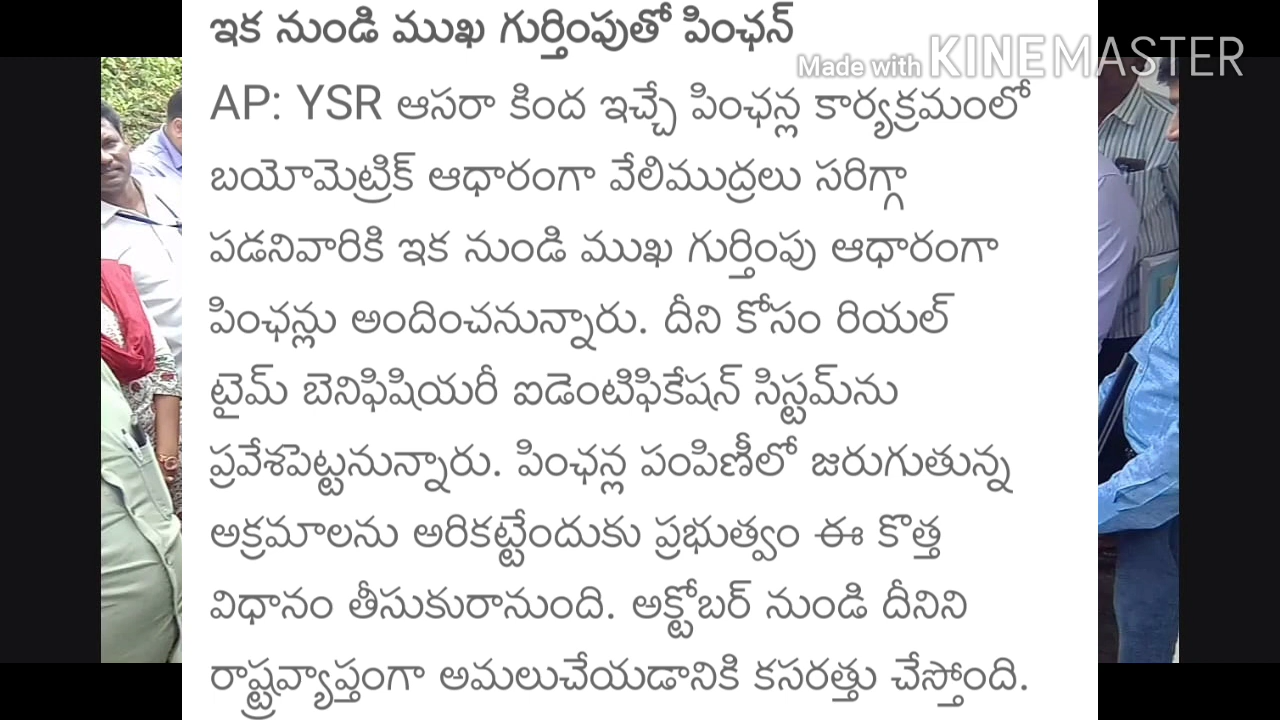 ఇక నుండి ముఖ గుర్తింపుతో పింఛన్
Made with KINEMASTER
AP: YSR ఆసరా కింద ఇచ్చే పింఛన్ల కార్యక్రమంలో
బయోమెట్రిక్ ఆధారంగా వేలిముద్రలు సరిగ్గా
పడనివారికి ఇక నుండి ముఖ గుర్తింపు ఆధారంగా
పింఛన్లు అందించనున్నారు. దీని కోసం రియల్
టైమ్ బెనిఫిషియరీ ఐడెంటిఫికేషన్ సిస్టమ్‌ను
ప్రవేశపెట్టనున్నారు. పింఛన్ల పంపిణీలో జరుగుతున్న
అక్రమాలను అరికట్టేందుకు ప్రభుత్వం ఈ కొత్త
విధానం తీసుకురానుంది. అక్టోబర్ నుండి దీనిని
రాష్ట్రవ్యాప్తంగా అమలుచేయడానికి కసరత్తు చేస్తోంది.